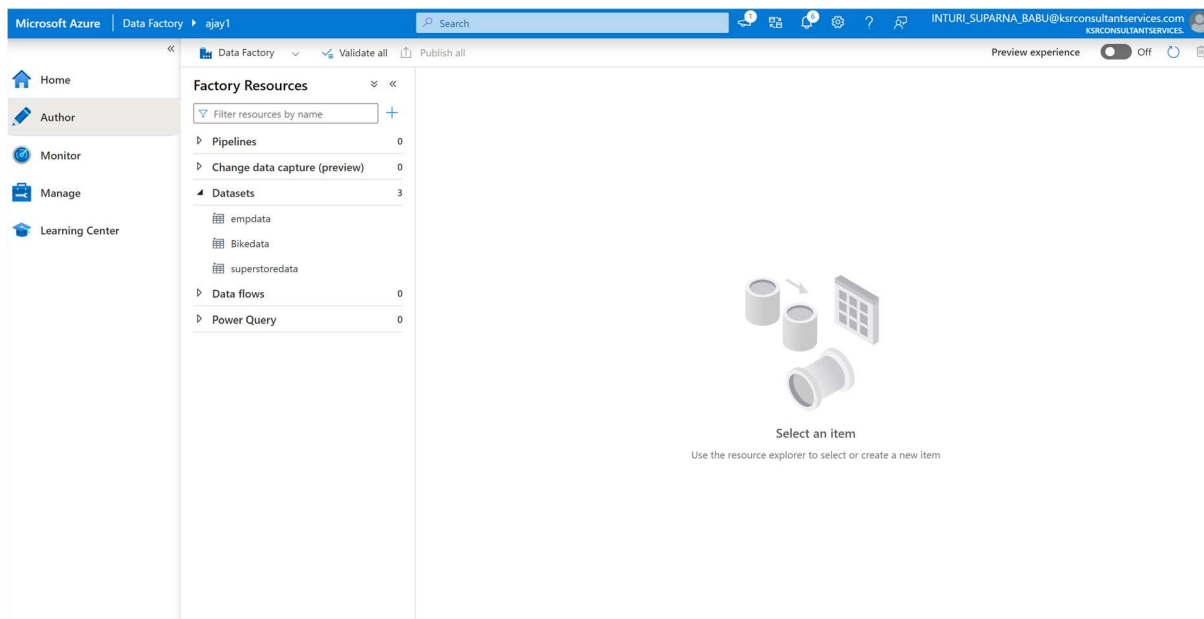 Microsoft Azure | Data Factory ▸ ajay1
Search
1
6
INTURI_SUPARNA_BABU@ksrconsultantservices.com
KSRCONSULTANTSERVICES.
Data Factory
Validate all
Publish all
Preview experience
Off
Home
Author
Monitor
Manage
Learning Center
Factory Resources
Filter resources by name
Pipelines 0
Change data capture (preview) 0
Datasets 3
empdata
Bikedata
superstoredata
Data flows 0
Power Query 0
Select an item
Use the resource explorer to select or create a new item